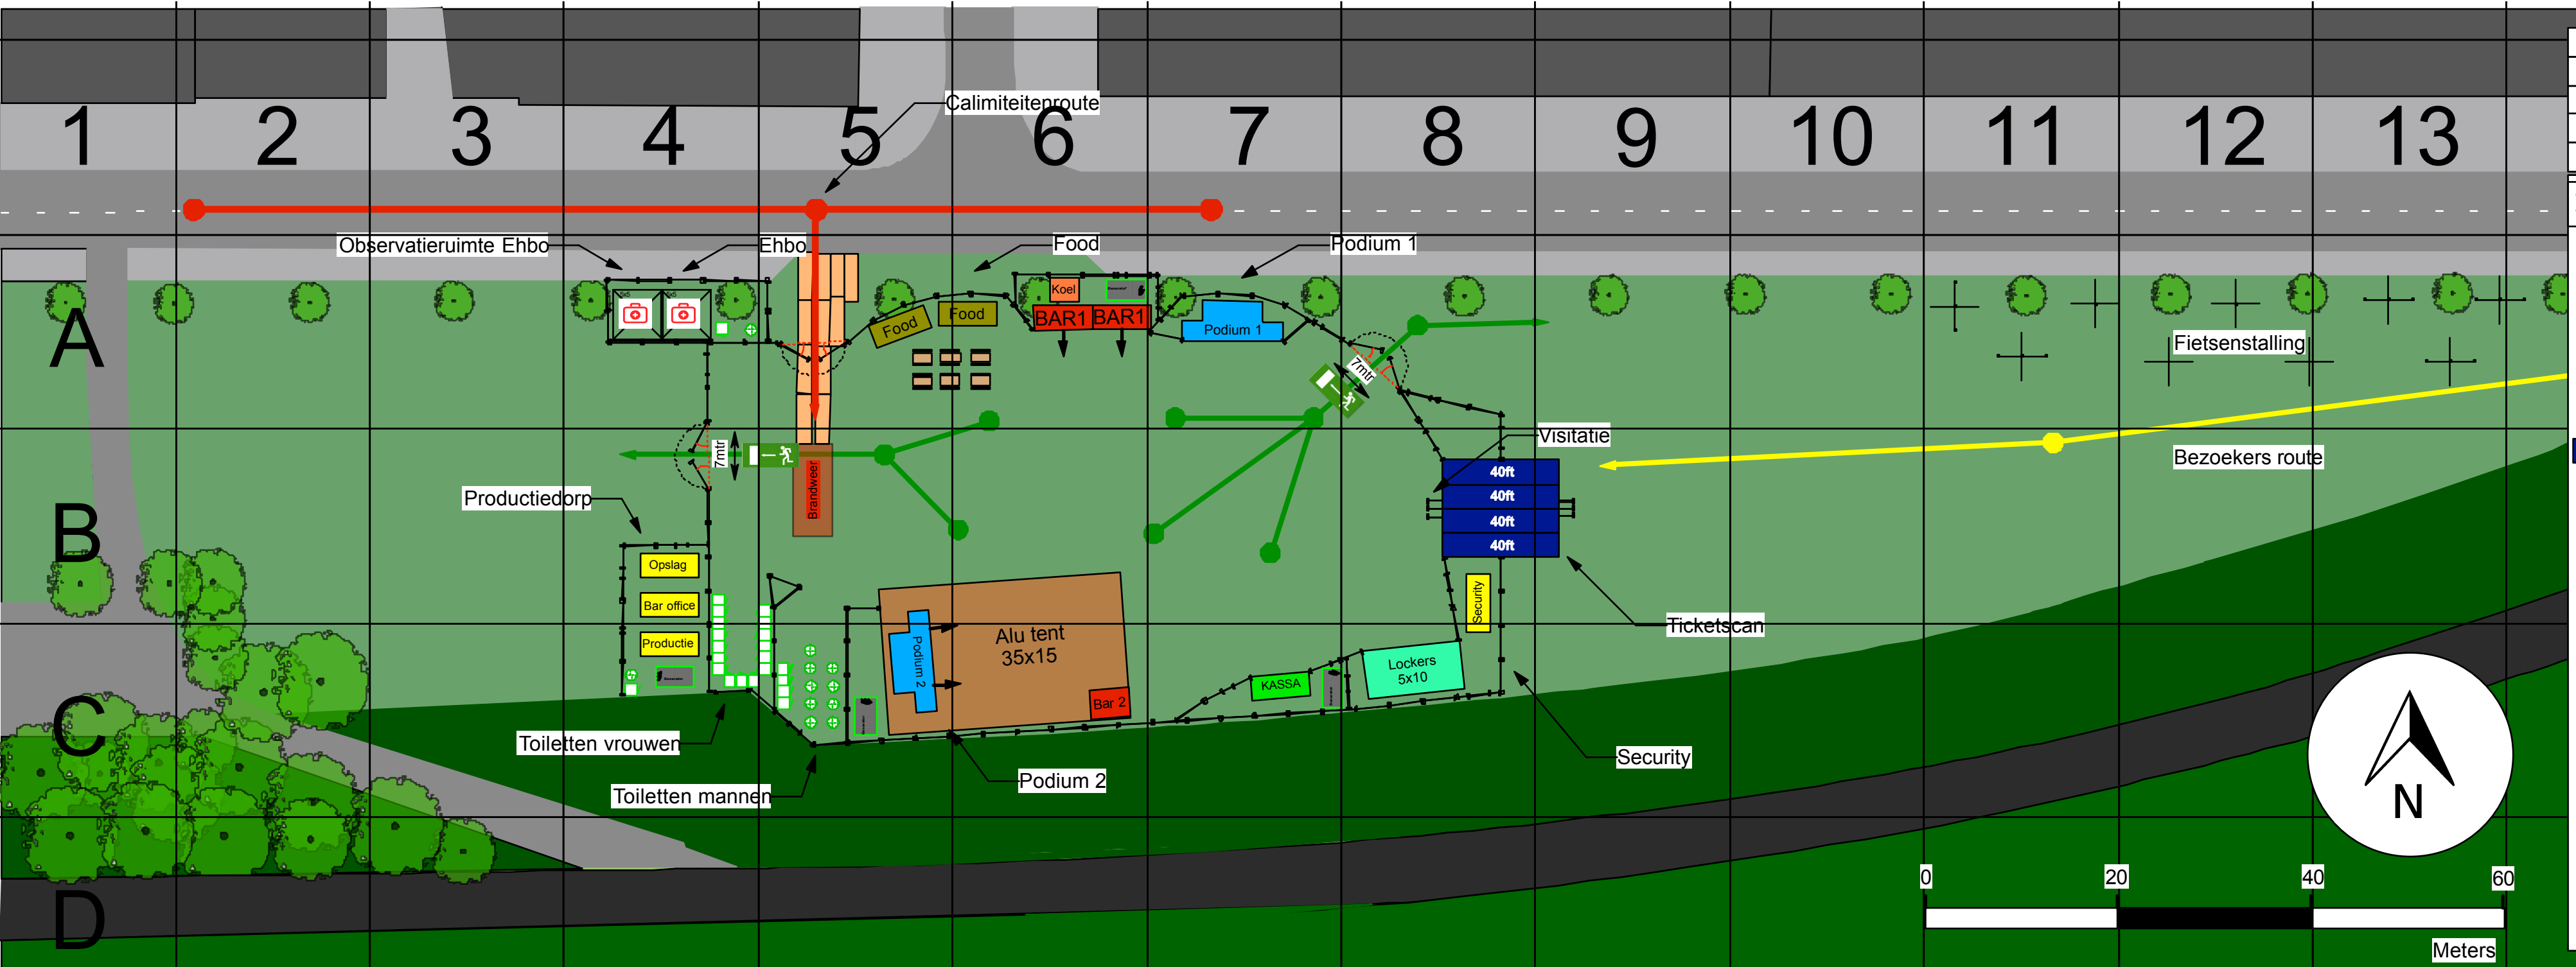 Calimiteitenroute
1 2 3 4 5 6 7 8 9 10 11 12 13
Observatieruimte Ehbo
Ehbo
Food
Podium 1
A
Koel
Food
Food
BAR1
BAR1
Podium 1
7mtr
Fietsenstalling
Visitatie
7mtr
Bezoekers route
Brandweer
40ft
40ft
40ft
40ft
Productiedorp
B
Opslag
Bar office
Productie
Security
Ticketscan
Podium 2
Alu tent
35x15
Bar 2
KASSA
Lockers
5x10
C
Toiletten vrouwen
Toiletten mannen
Podium 2
Security
N
D
0 20 40 60
Meters